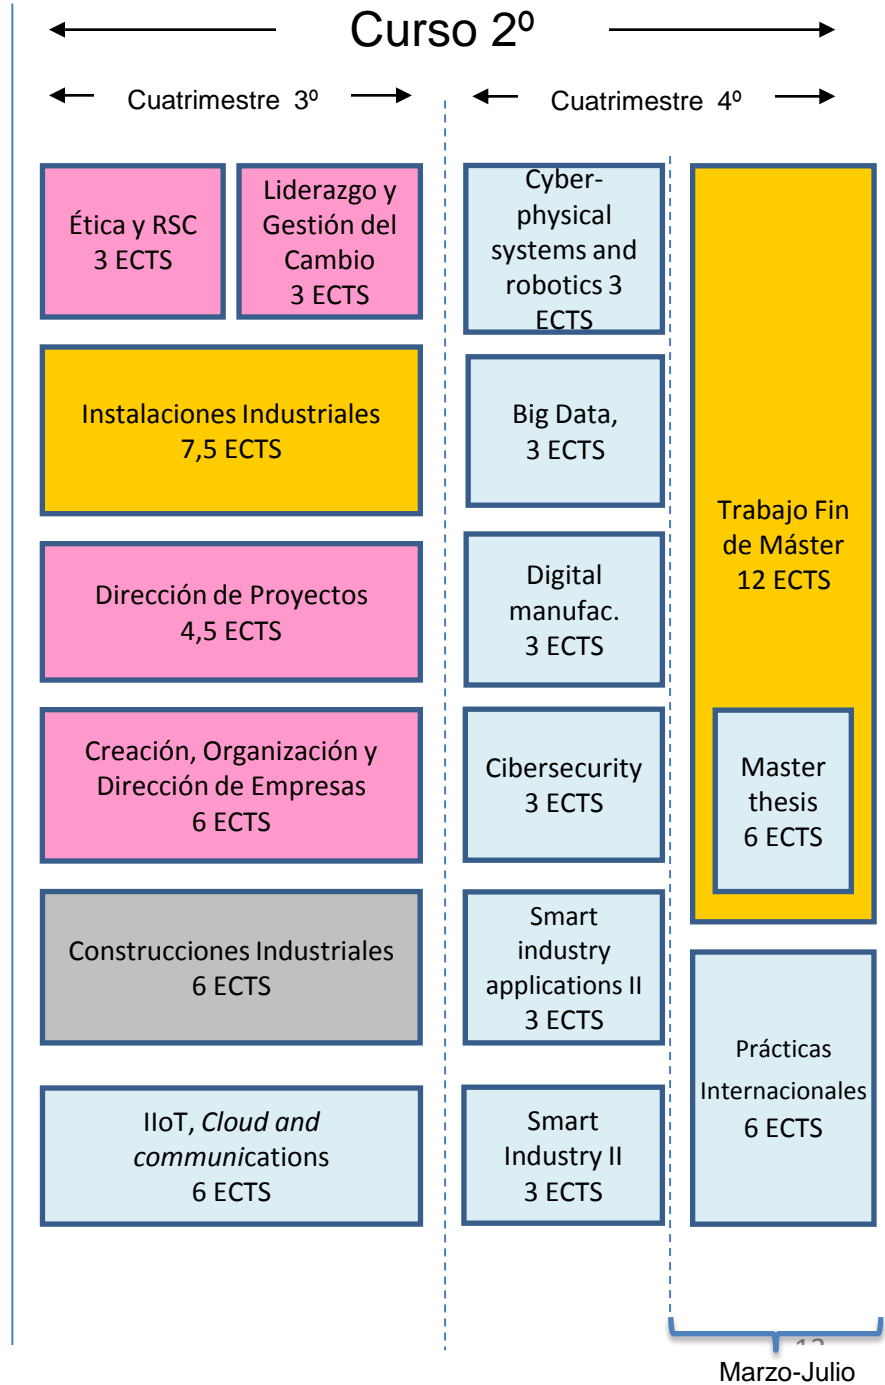 Curso 2º
Cuatrimestre 3º
Cuatrimestre 4º
Ética y RSC
3 ECTS
Liderazgo y
Gestión del
Cambio
3 ECTS
Instalaciones Industriales
7,5 ECTS
Dirección de Proyectos
4,5 ECTS
Creación, Organización y
Dirección de Empresas
6 ECTS
Construcciones Industriales
6 ECTS
IIoT, Cloud and
communications
6 ECTS
Cyber-
physical
systems and
robotics 3
ECTS
Big Data,
3 ECTS
Digital
manufac.
3 ECTS
Cibersecurity
3 ECTS
Smart
industry
applications II
3 ECTS
Smart
Industry II
3 ECTS
Trabajo Fin
de Máster
12 ECTS
Master
thesis
6 ECTS
Prácticas
Internacionales
6 ECTS
Marzo-Julio